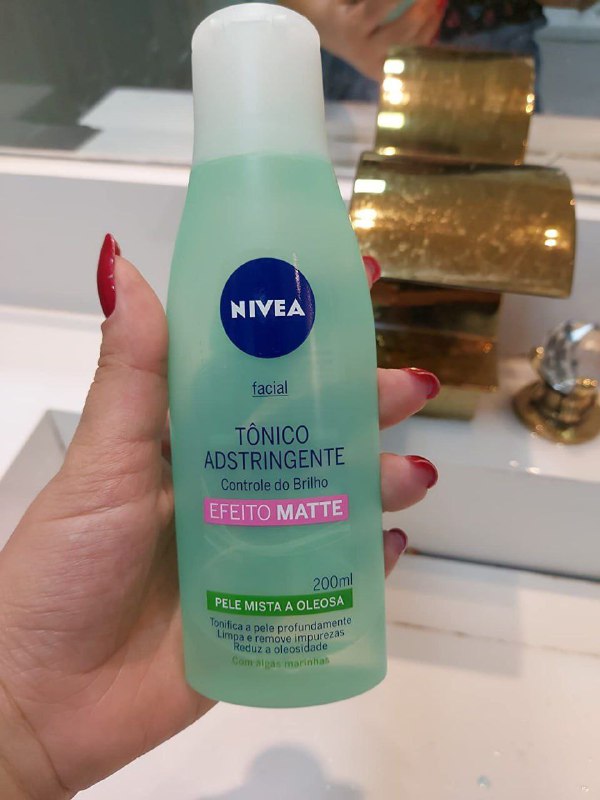 NIVEA
facial
TÔNICO
ADSTRINGENTE
Controle do Brilho
EFEITO MATTE
200ml
PELE MISTA A OLEOSA
Tonifica a pele profundamente
Limpa e remove impurezas
Reduz a oleosidade
Com algas marinhas